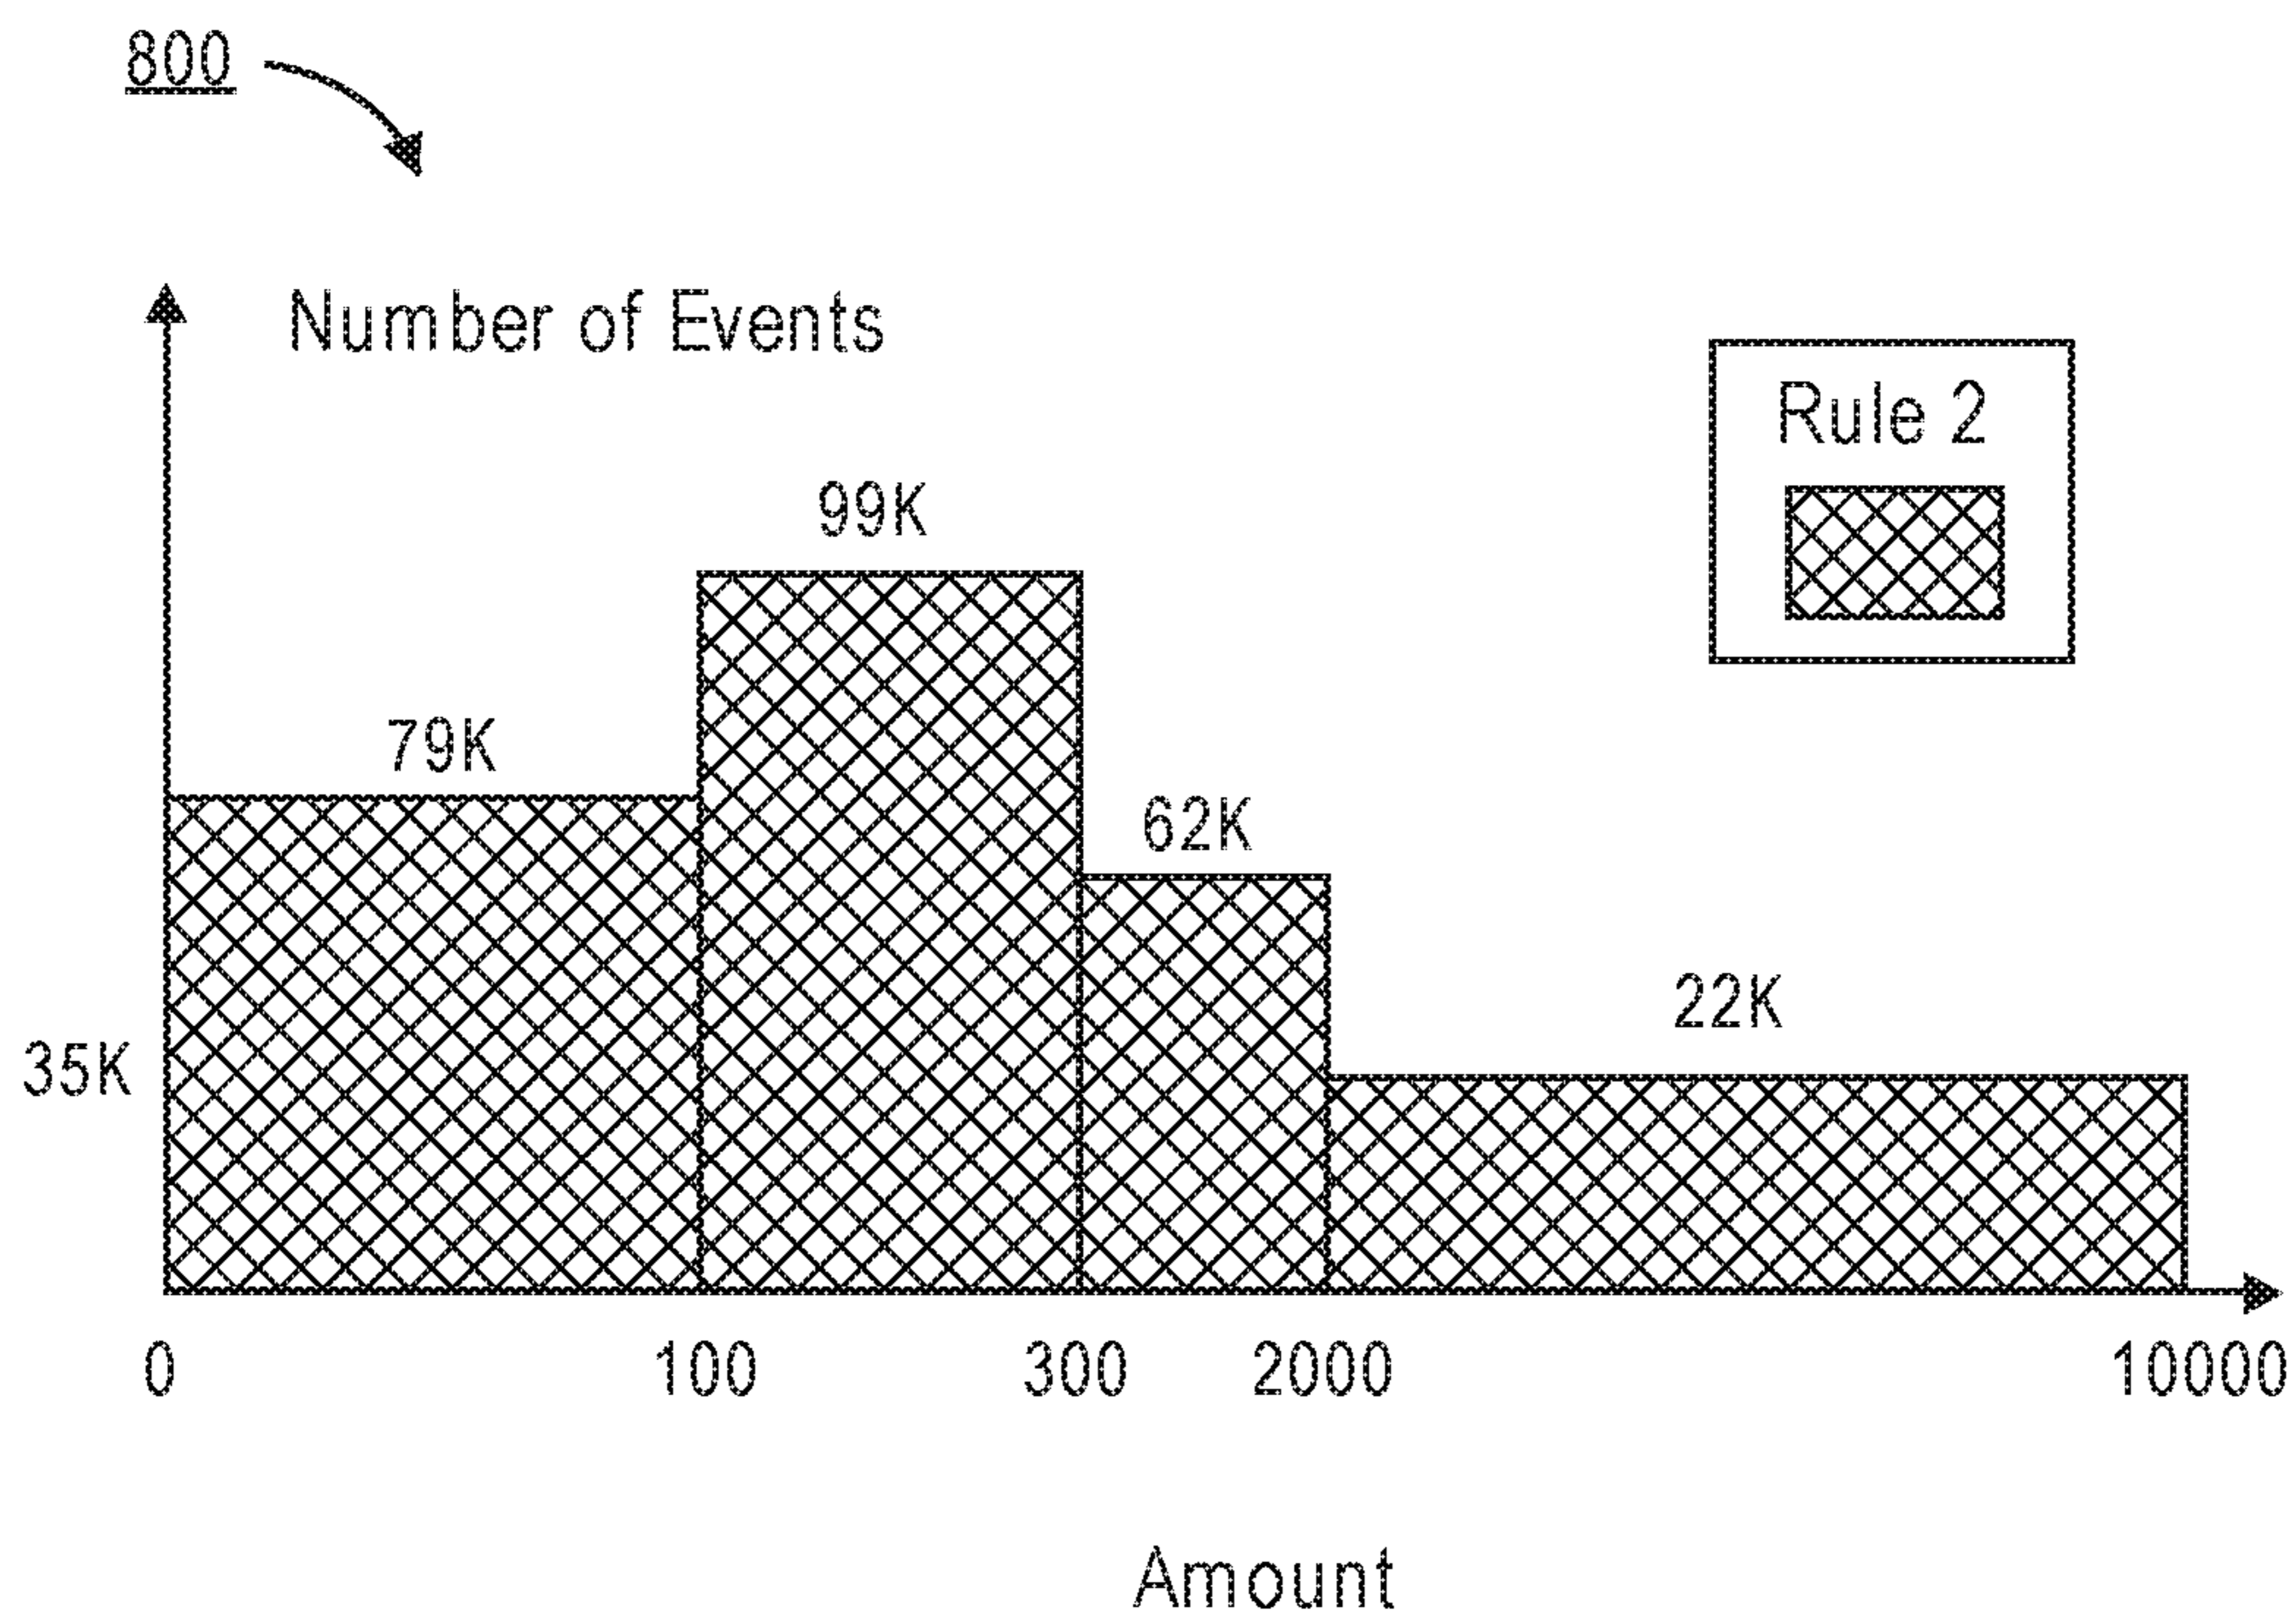 800
Number of Events
Rule 2
99K
79K
62K
22K
35K
0 100 300 2000 10000
Amount